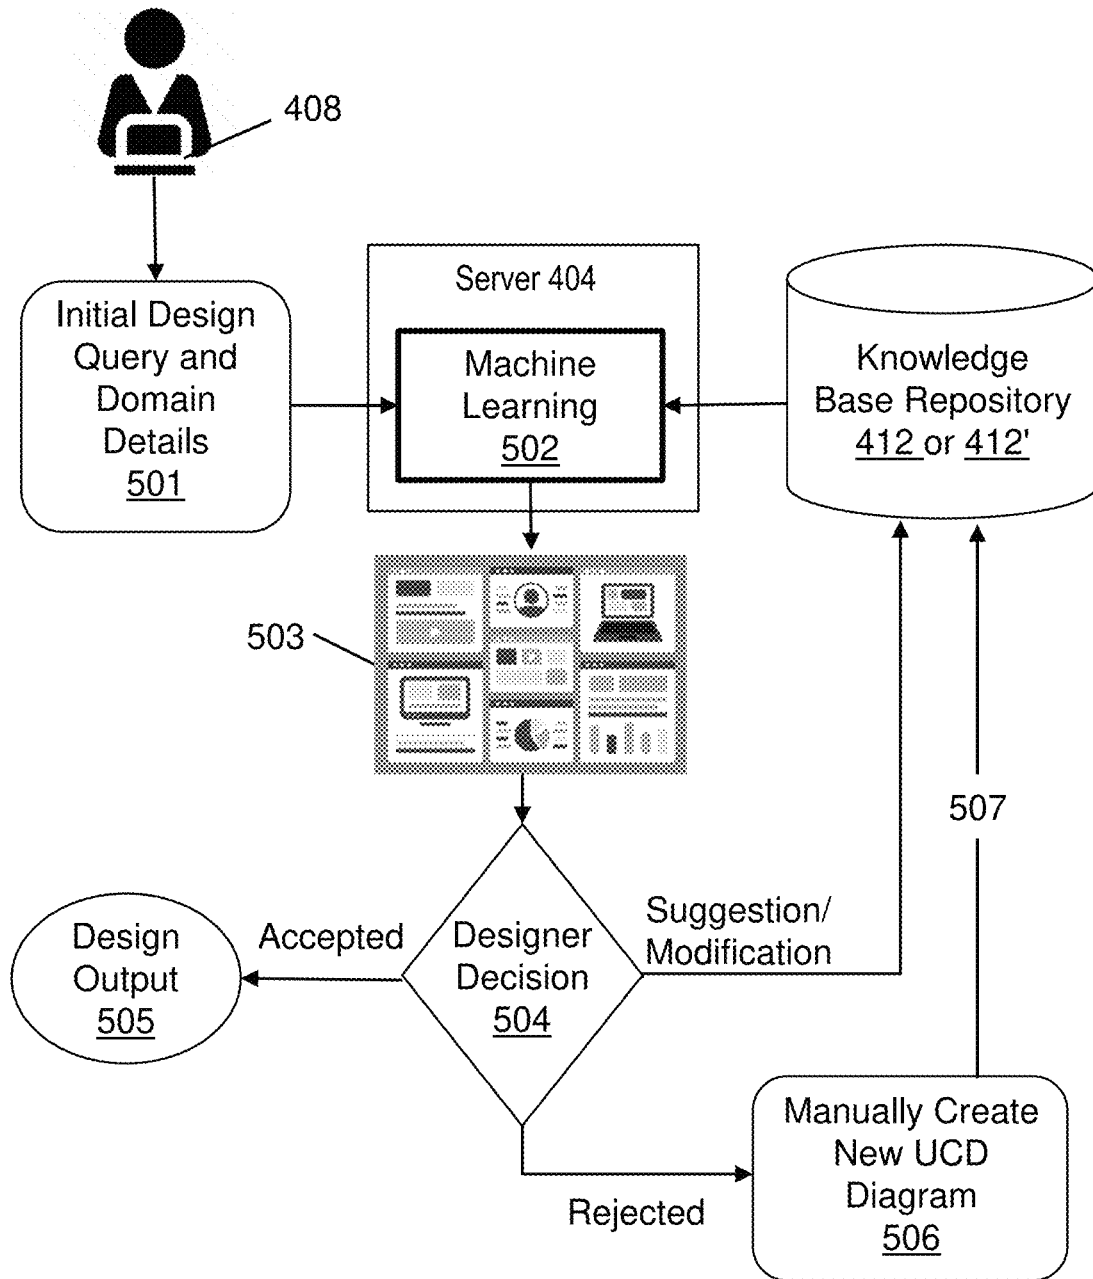 408
Initial Design
Query and
Domain
Details
501
Server 404
Machine
Learning
502
Knowledge
Base Repository
412 or 412'
503
507
Design
Output
505
Accepted
Designer
Decision
504
Suggestion/
Modification
Rejected
Manually Create
New UCD
Diagram
506